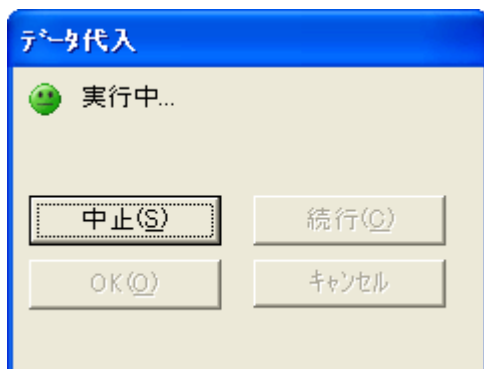 ﾃﾞｰﾀ代入
実行中...
中止(S)
続行(C)
OK(O)
ｷｬﾝｾﾙ